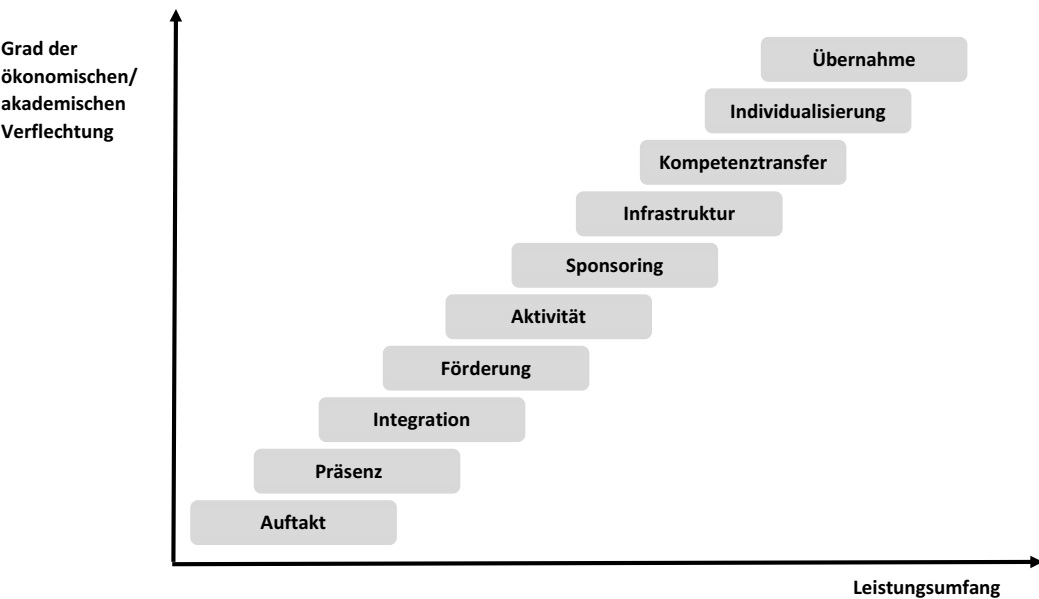 Grad der
ökonomischen/
akademischen
Verflechtung
Übernahme
Individualisierung
Kompetenztransfer
Infrastruktur
Sponsoring
Aktivität
Förderung
Integration
Präsenz
Auftakt
Leistungsumfang